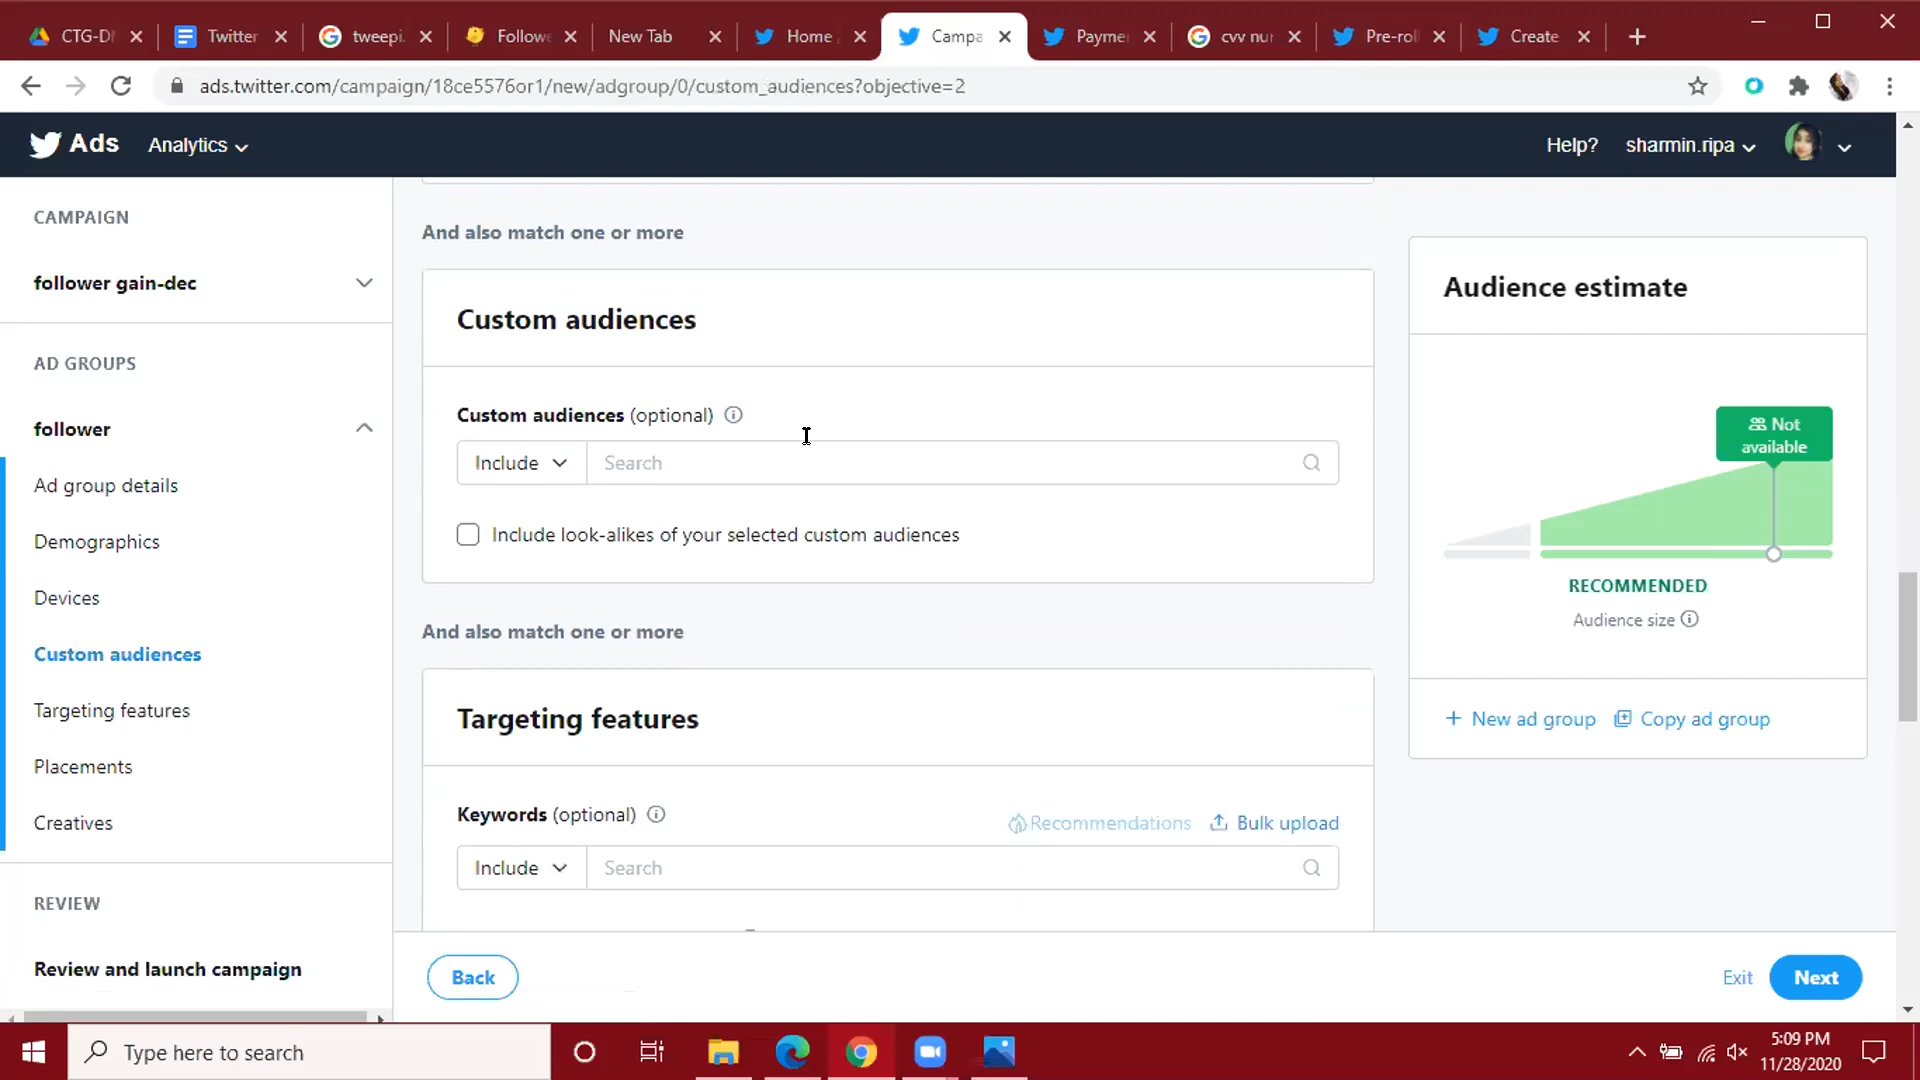 CTG-DI
Twitter
tweepi.
Follow
New Tab
Home
Campa
Payme
cvv nur
Pre-roll
Create
ads.twitter.com/campaign/18ce5576or1/new/adgroup/0/custom_audiences?objective=2
Ads
Analytics
Help?
sharmin.ripa
CAMPAIGN
follower gain-dec
AD GROUPS
follower
Ad group details
Demographics
Devices
Custom audiences
Targeting features
Placements
Creatives
REVIEW
Review and launch campaign
And also match one or more
Custom audiences
Custom audiences (optional)
Include
Search
Include look-alikes of your selected custom audiences
And also match one or more
Targeting features
Keywords (optional)
Recommendations
Bulk upload
Include
Search
Back
Exit
Next
Audience estimate
Not
available
RECOMMENDED
Audience size
+ New ad group
Copy ad group
Type here to search
5:09 PM
11/28/2020